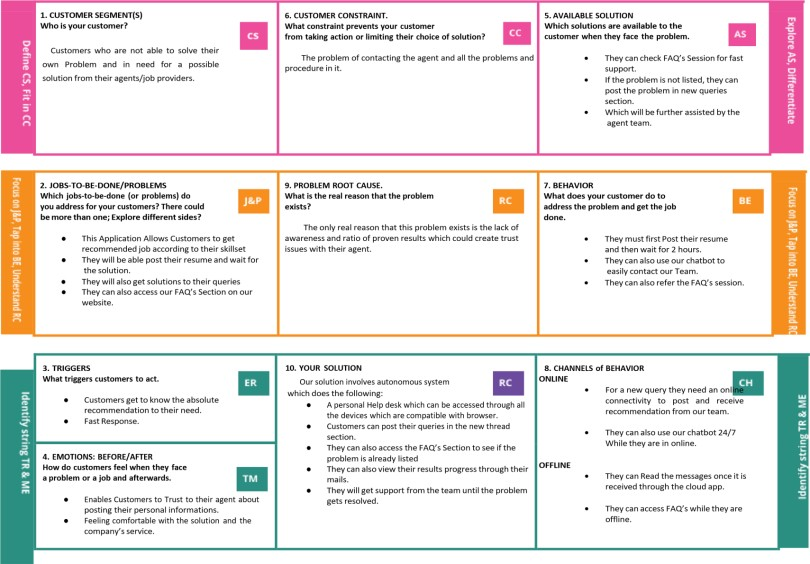 Define CS, Fit in CC
1. CUSTOMER SEGMENT(S)
Who is your customer?
CS
Customers who are not able to solve their
own Problem and in need for a possible
solution from their agents/job providers.
6. CUSTOMER CONSTRAINT.
What constraint prevents your customer
from taking action or limiting their choice of solution?
CC
The problem of contacting the agent and all the problems and
procedure in it.
5. AVAILABLE SOLUTION
Which solutions are available to the
customer when they face the problem.
AS
• They can check FAQ’s Session for fast
support.
• If the problem is not listed, they can
post the problem in new queries
section.
• Which will be further assisted by the
agent team.
Explore AS, Differentiate
Focus on J&P, Tap into BE, Understand RC
2. JOBS-TO-BE-DONE/PROBLEMS
Which jobs-to-be-done (or problems) do
you address for your customers? There could
be more than one; Explore different sides?
J&P
• This Application Allows Customers to get
recommended job according to their skillset
• They will be able post their resume and wait for
the solution.
• They will also get solutions to their queries
• They can also access our FAQ’s Section on our
website.
9. PROBLEM ROOT CAUSE.
What is the real reason that the problem
exists?
RC
The only real reason that this problem exists is the lack of
awareness and ratio of proven results which could create trust
issues with their agent.
7. BEHAVIOR
What does your customer do to
address the problem and get the job
done.
BE
• They must first Post their resume
and then wait for 2 hours.
• They can also use our chatbot to
easily contact our Team.
• They can also refer the FAQ’s session.
Focus on J&P, Tap into BE, Understand RC
Identify string TR & ME
3. TRIGGERS
What triggers customers to act.
ER
• Customers get to know the absolute
recommendation to their need.
• Fast Response.
4. EMOTIONS: BEFORE/AFTER
How do customers feel when they face
a problem or a job and afterwards.
TM
• Enables Customers to Trust to their agent about
posting their personal informations.
• Feeling comfortable with the solution and the
company’s service.
10. YOUR SOLUTION
RC
Our solution involves autonomous system
which does the following:
• A personal Help desk which can be accessed through all
the devices which are compatible with browser.
• Customers can post their queries in the new thread
section.
• They can also access the FAQ’s Section to see if the
problem is already listed
• They can also view their results progress through their
mails.
• They will get support from the team until the problem
gets resolved.
8. CHANNELS of BEHAVIOR
ONLINE
CH
• For a new query they need an online
connectivity to post and receive
recommendation from our team.
• They can also use our chatbot 24/7
While they are in online.
OFFLINE
• They can Read the messages once it is
received through the cloud app.
• They can access FAQ’s while they are
offline.
Identify string TR & ME